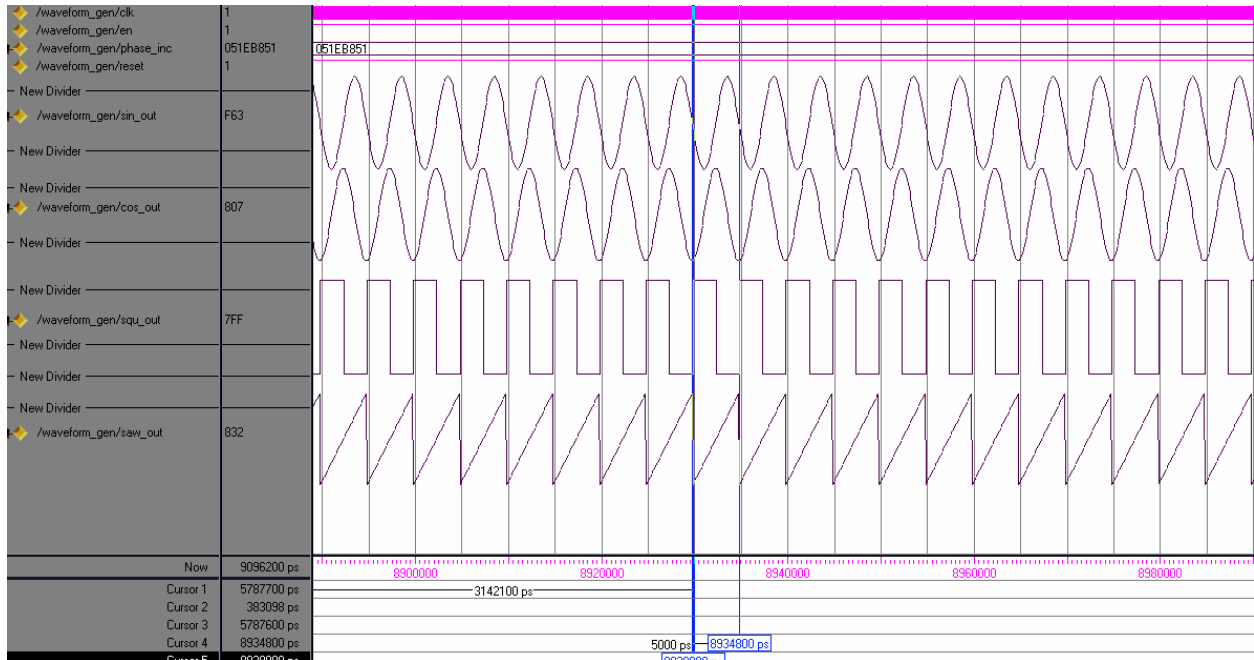 /waveform_gen/clk 1
/waveform_gen/en 1
/waveform_gen/phase_inc 051EB851 051EB851
/waveform_gen/reset 1
New Divider
/waveform_gen/sin_out F63
New Divider
New Divider
/waveform_gen/cos_out 807
New Divider
New Divider
/waveform_gen/squ_out 7FF
New Divider
New Divider
New Divider
/waveform_gen/saw_out 832
Now 9096200 ps 8900000 8920000 8940000 8960000 8980000
Cursor 1 5787700 ps 3142100 ps
Cursor 2 383098 ps
Cursor 3 5787600 ps
Cursor 4 8934800 ps 5000 ps 8934800 ps